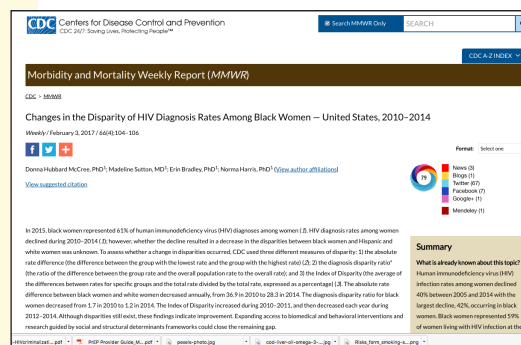 CDC Centers for Disease Control and Prevention
CDC 24/7: Saving Lives, Protecting People™
Search MMWR Only
SEARCH
CDC A-Z INDEX
Morbidity and Mortality Weekly Report (MMWR)
CDC > MMWR
Changes in the Disparity of HIV Diagnosis Rates Among Black Women — United States, 2010–2014
Weekly / February 3, 2017 / 66(4);104–106
Format: Select one
Donna Hubbard McCree, PhD¹; Madeline Sutton, MD¹; Erin Bradley, PhD¹; Norma Harris, PhD¹ (View author affiliations)
View suggested citation
79
News (3)
Blogs (1)
Twitter (67)
Facebook (7)
Google+ (1)
Mendeley (1)
In 2015, black women represented 61% of human immunodeficiency virus (HIV) diagnoses among women (1). HIV diagnosis rates among women
declined during 2010–2014 (1); however, whether the decline resulted in a decrease in the disparities between black women and Hispanic and
white women was unknown. To assess whether a change in disparities occurred, CDC used three measures of disparity: 1) the absolute
rate difference (the difference between the group with the lowest rate and the group with the highest rate) (2); 2) the diagnosis disparity ratio
(the ratio of the difference between the group rate and the overall population rate to the overall rate); and 3) the Index of Disparity (the average of
the differences between rates for specific groups and the total rate divided by the total rate, expressed as a percentage) (3). The absolute rate
difference between black women and white women decreased annually, from 36.9 in 2010 to 28.3 in 2014. The diagnosis disparity ratio for black
women decreased from 1.7 in 2010 to 1.2 in 2014. The Index of Disparity increased during 2010–2011, and then decreased each year during
2012–2014. Although disparities still exist, these findings indicate improvement. Expanding access to biomedical and behavioral interventions and
research guided by social and structural determinants frameworks could close the remaining gap.
Summary
What is already known about this topic?
Human immunodeficiency virus (HIV)
infection rates among women declined
40% between 2005 and 2014 with the
largest decline, 42%, occurring in black
women. Black women represented 59%
of women living with HIV infection at the
PrEP Provider Guide_M....pdf
cod-liver-oil-omega-3-....jpg
Risks_farm_smoking-s....png